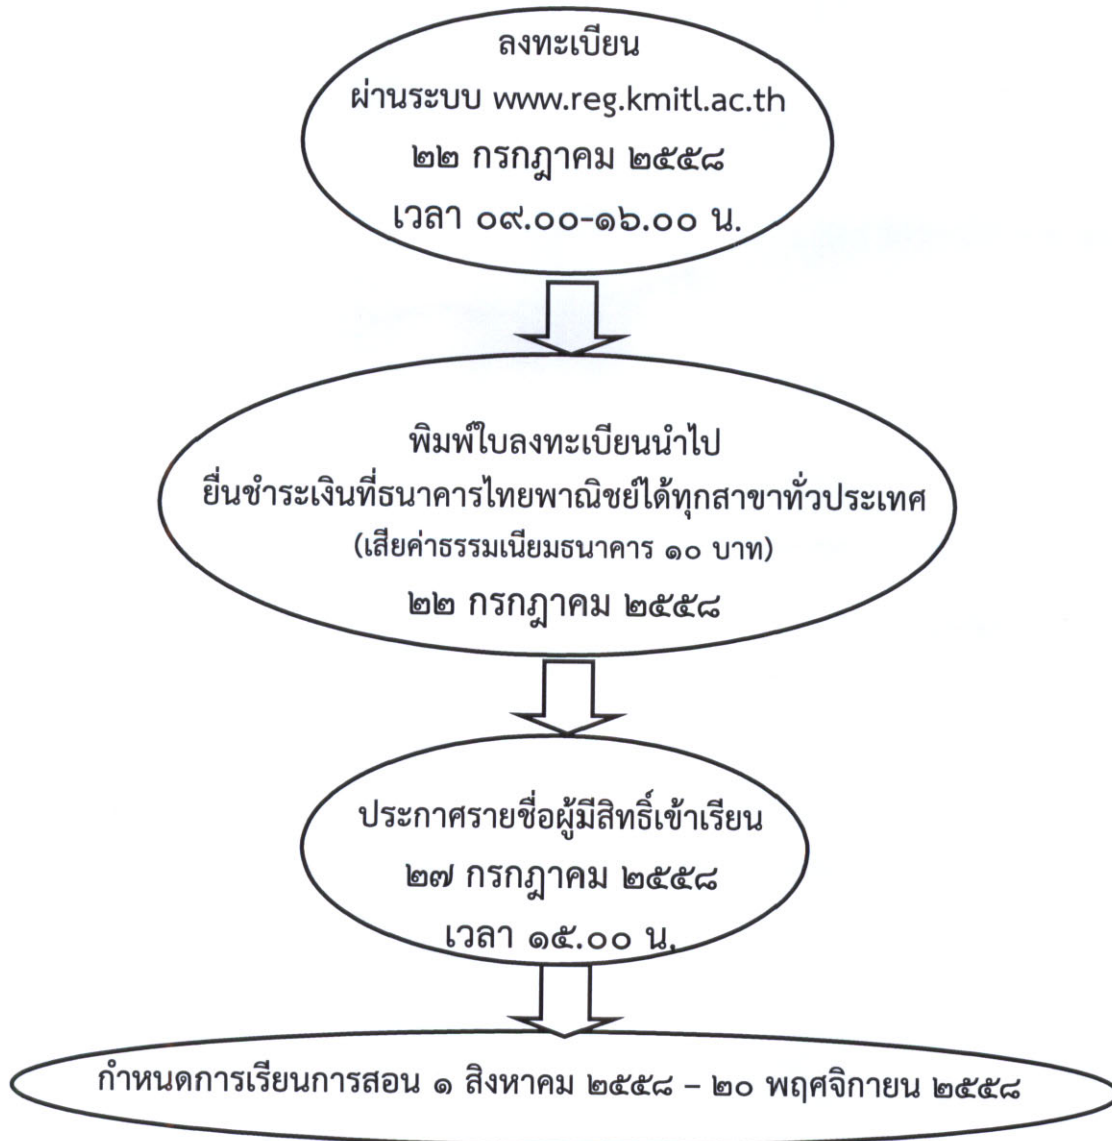 ลงทะเบียน
ผ่านระบบ www.reg.kmitl.ac.th
๒๒ กรกฎาคม ๒๕๕๘
เวลา ๐๙.๐๐-๑๖.๐๐ น.
พิมพ์ใบลงทะเบียนนำไป
ยื่นชำระเงินที่ธนาคารไทยพาณิชย์ได้ทุกสาขาทั่วประเทศ
(เสียค่าธรรมเนียมธนาคาร ๑๐ บาท)
๒๒ กรกฎาคม ๒๕๕๘
ประกาศรายชื่อผู้มีสิทธิ์เข้าเรียน
๒๗ กรกฎาคม ๒๕๕๘
เวลา ๑๕.๐๐ น.
กำหนดการเรียนการสอน ๑ สิงหาคม ๒๕๕๘ – ๒๐ พฤศจิกายน ๒๕๕๘